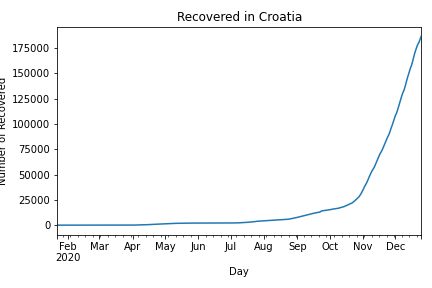 Recovered in Croatia
Number of Recovered
175000
150000
125000
100000
75000
50000
25000
0
Feb Mar Apr May Jun Jul Aug Sep Oct Nov Dec
2020
Day